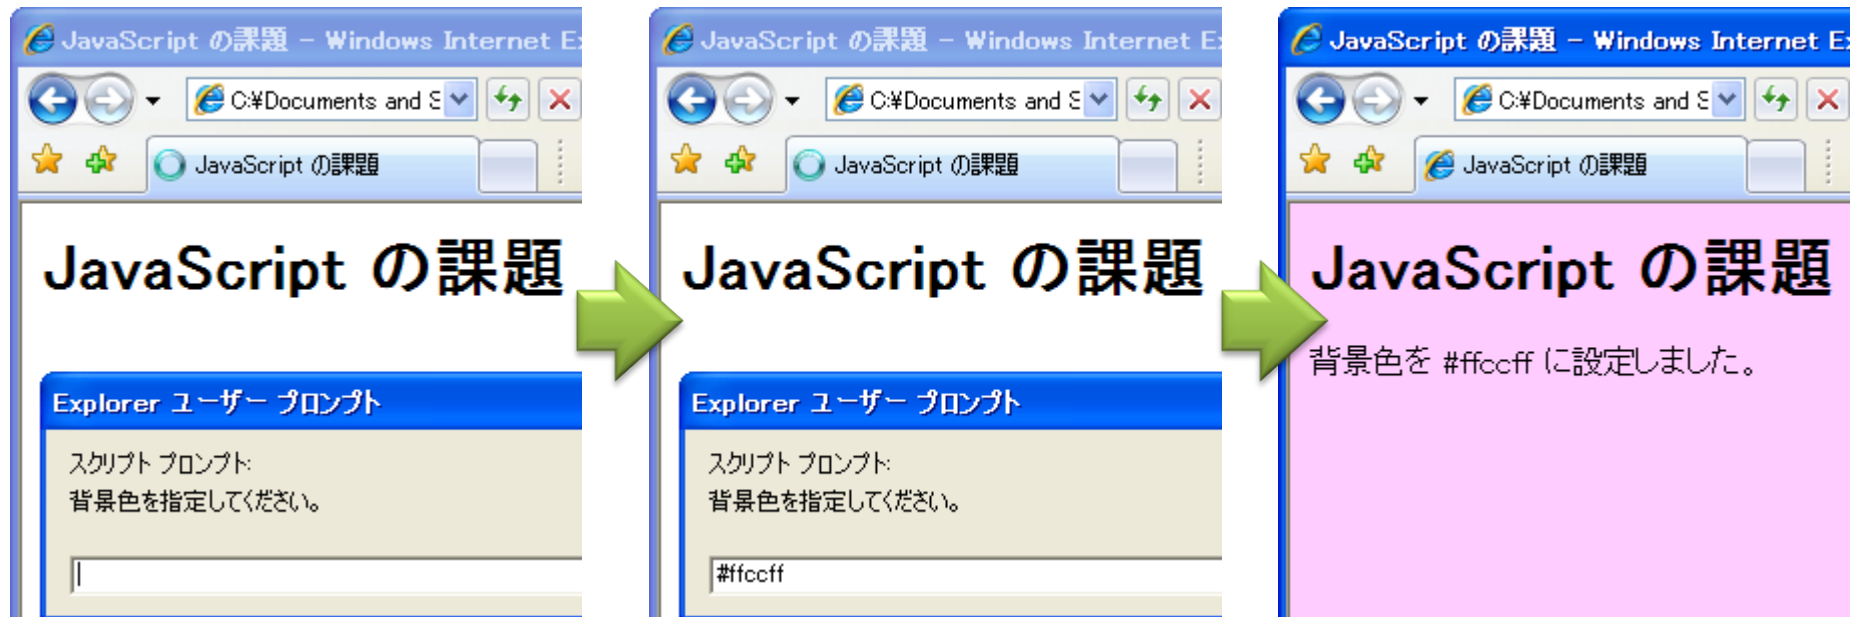 JavaScript の課題 - Windows Internet E
C:¥Documents and S
JavaScript の課題
JavaScript の課題
Explorer ユーザー プロンプト
スクリプト プロンプト:
背景色を指定してください。
JavaScript の課題 - Windows Internet E
C:¥Documents and S
JavaScript の課題
JavaScript の課題
Explorer ユーザー プロンプト
スクリプト プロンプト:
背景色を指定してください。
#ffccff
JavaScript の課題 - Windows Internet Ex
C:¥Documents and S
JavaScript の課題
JavaScript の課題
背景色を #ffccff に設定しました。